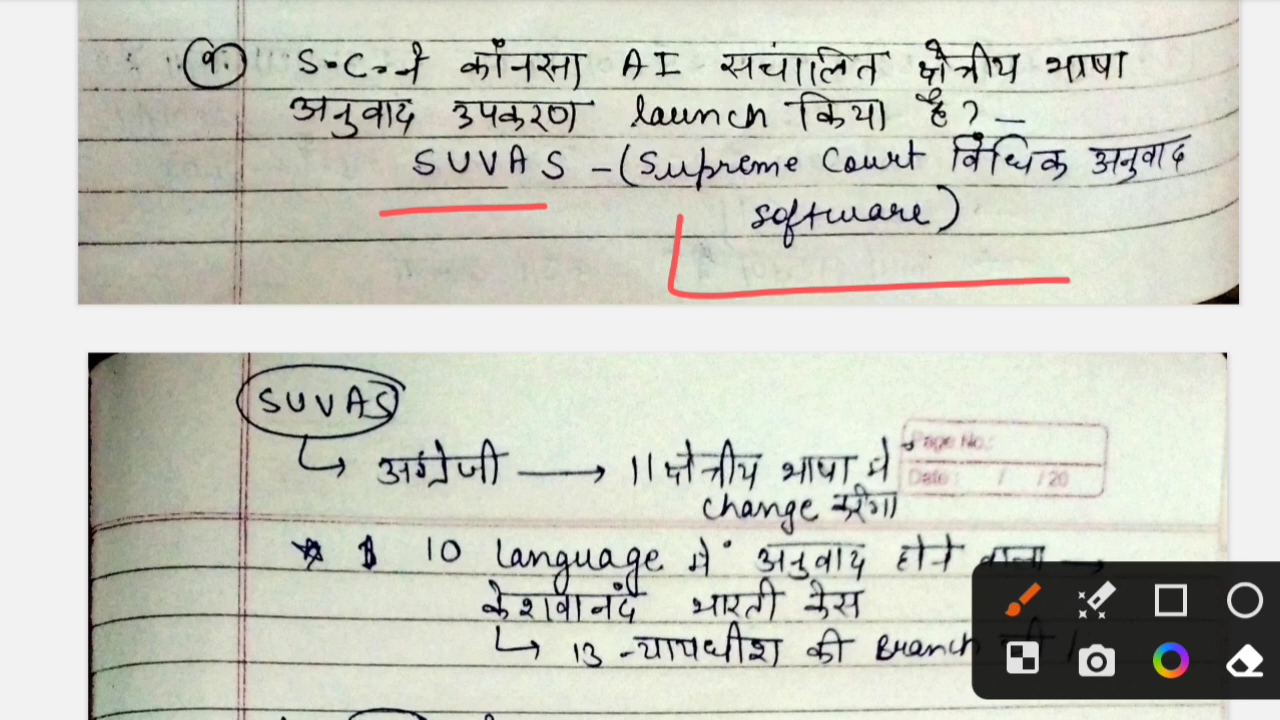 प्र. S.C. ने कौनसा AI सचांलित क्षेत्रीय भाषा
अनुवाद उपकरण launch किया है? –
SUVAS – (Supreme Court विधिक अनुवाद
software)
SUVAS
↳ अंग्रेजी → 11 क्षेत्रीय भाषा मे
Page No.:
Date: / /20
change करेगा
10 language में अनुवाद होने वाला →
केशवानंद भारती केस
↳ 13 न्यायधीश की Branch